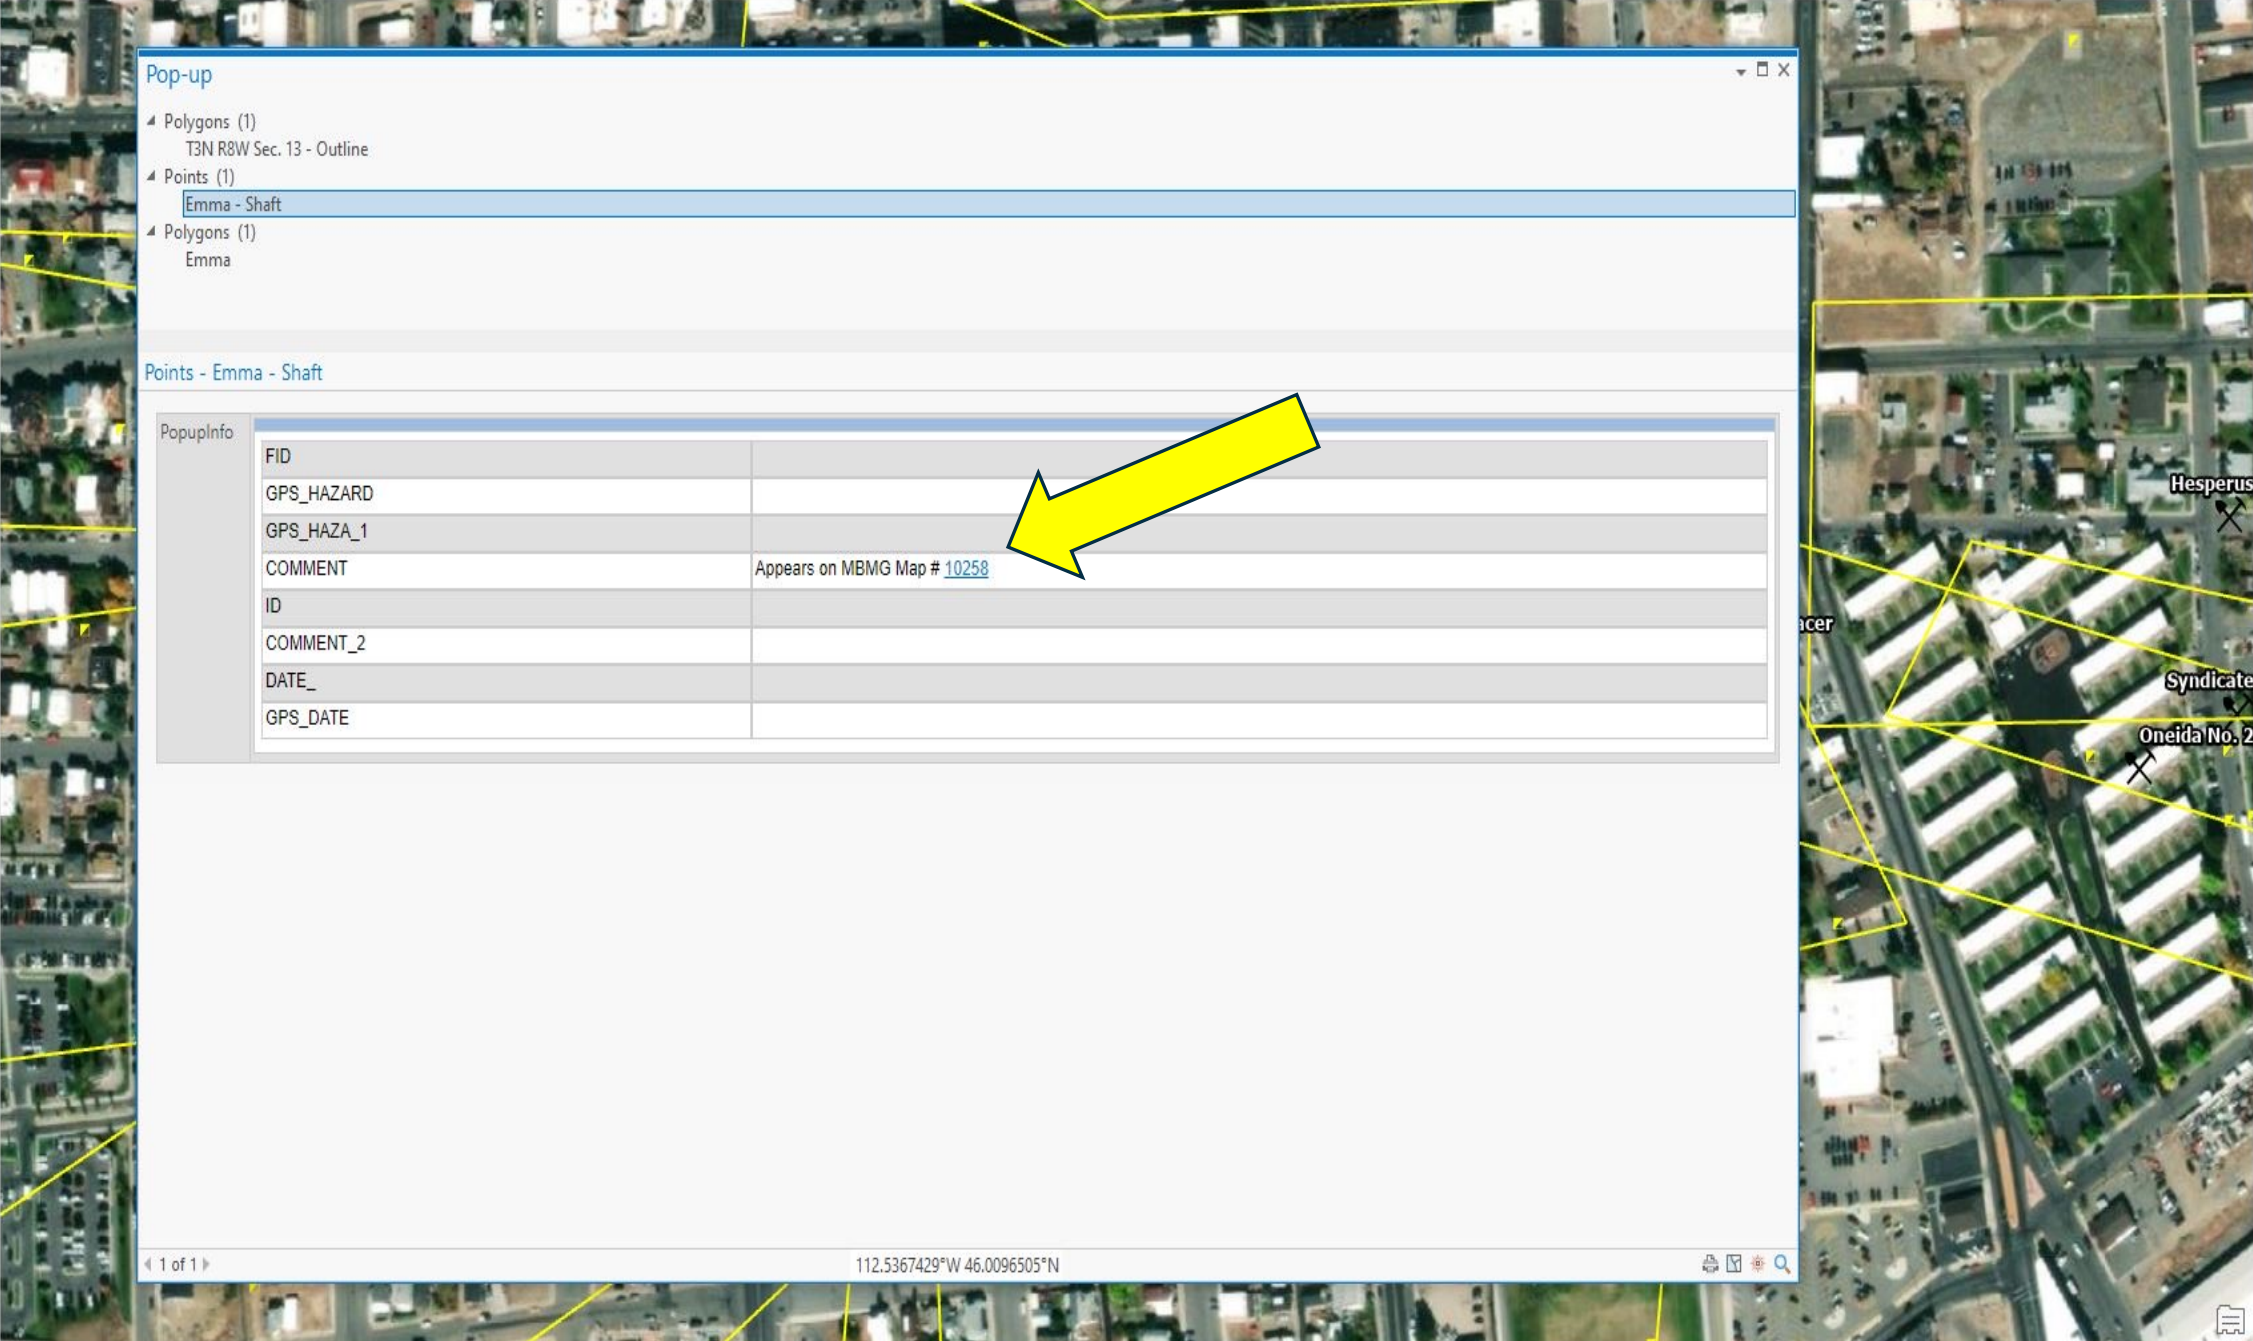 Pop-up
Polygons (1)
T3N R8W Sec. 13 - Outline
Points (1)
Emma - Shaft
Polygons (1)
Emma
Points - Emma - Shaft
PopupInfo
FID
GPS_HAZARD
GPS_HAZA_1
COMMENT Appears on MBMG Map # 10258
ID
COMMENT_2
DATE_
GPS_DATE
1 of 1 112.5367429°W 46.0096505°N
Hesperus
acer
Syndicate
Oneida No. 2